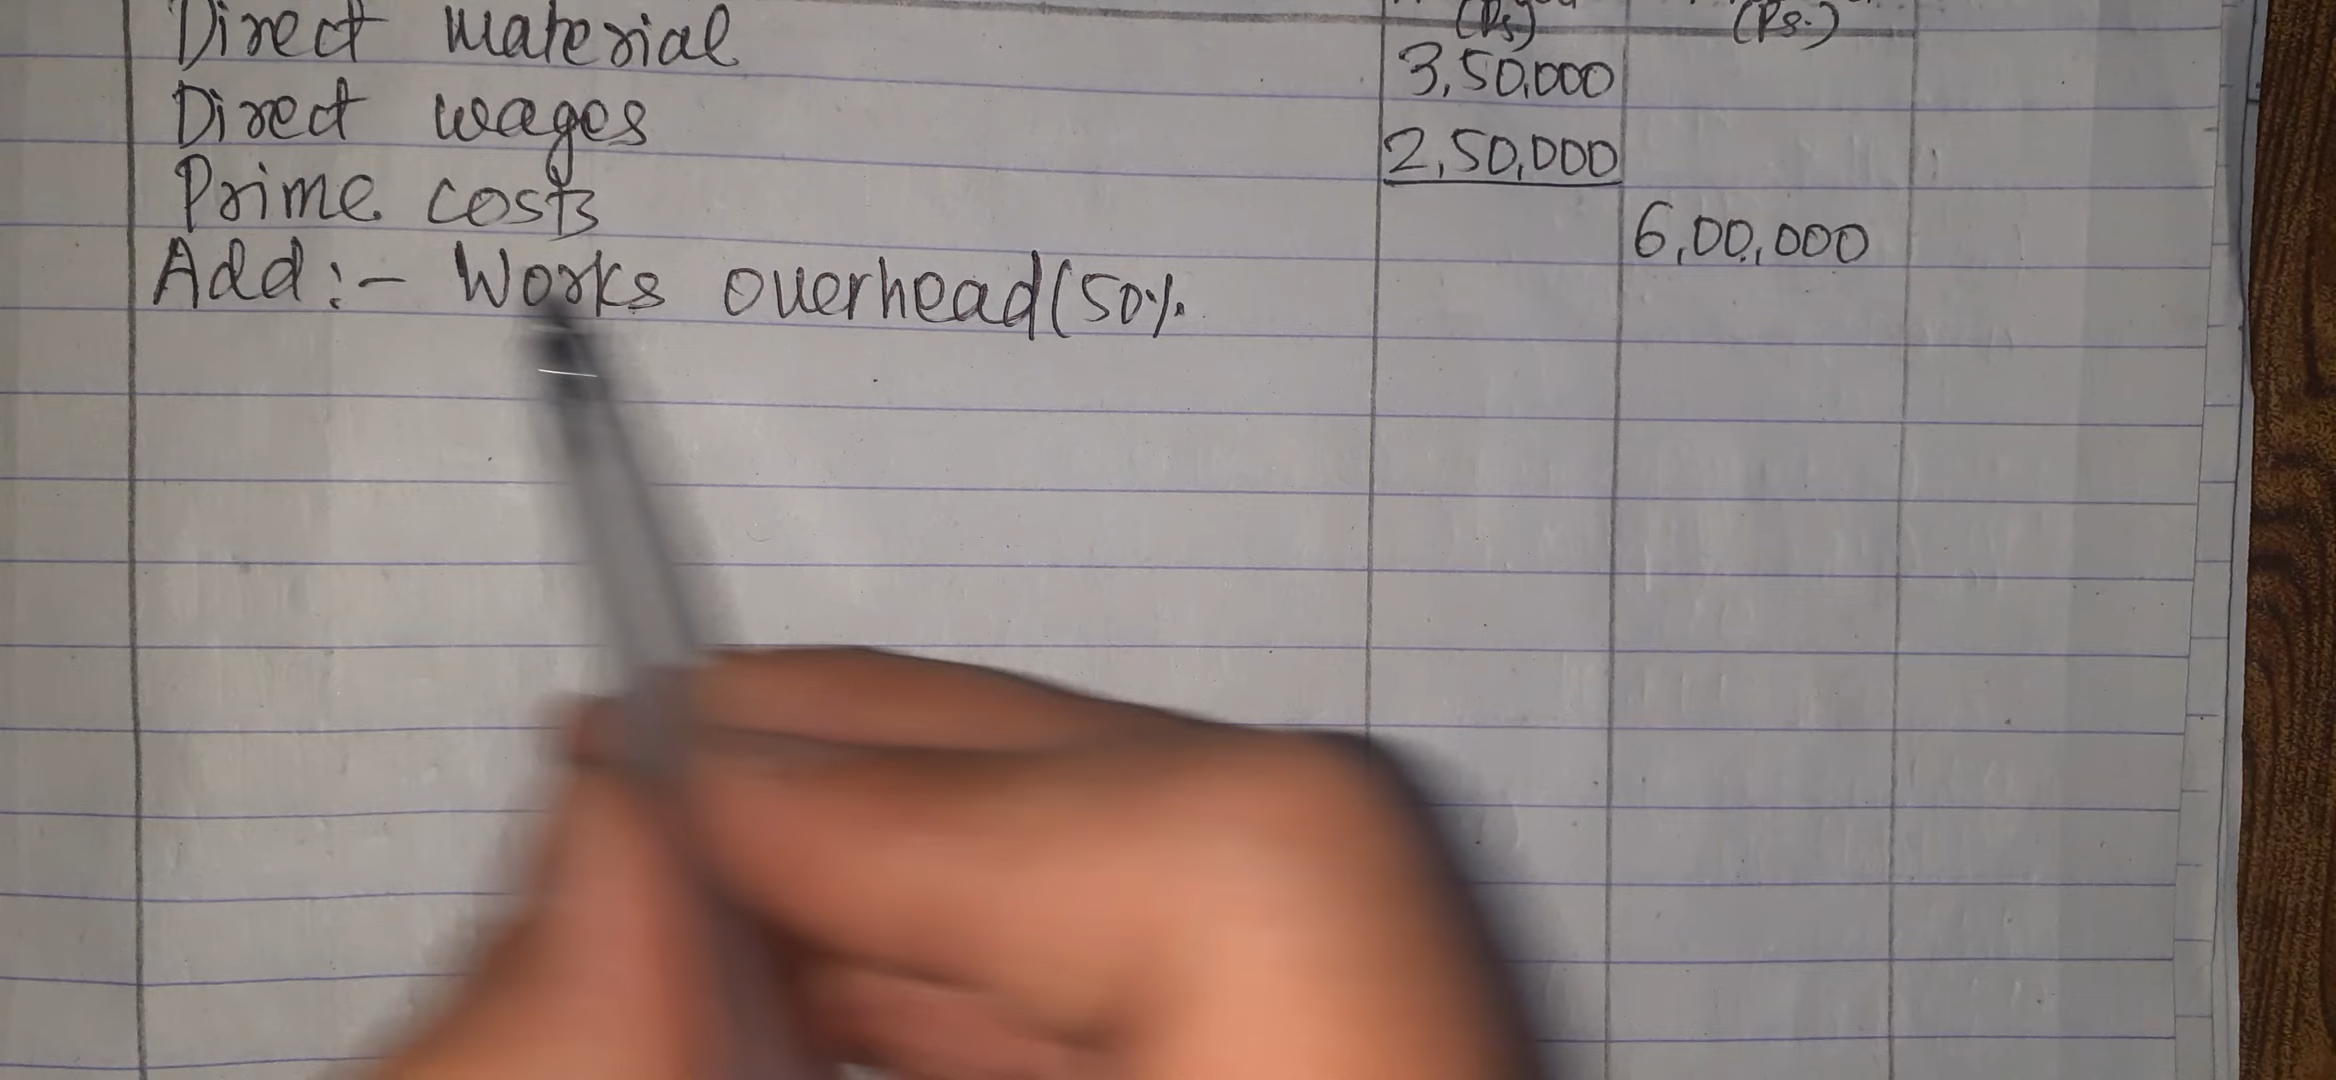 (Rs) (Rs.)
Direct material 3,50,000
Direct wages 2,50,000
Prime costs 6,00,000
Add:- Works overhead(50%